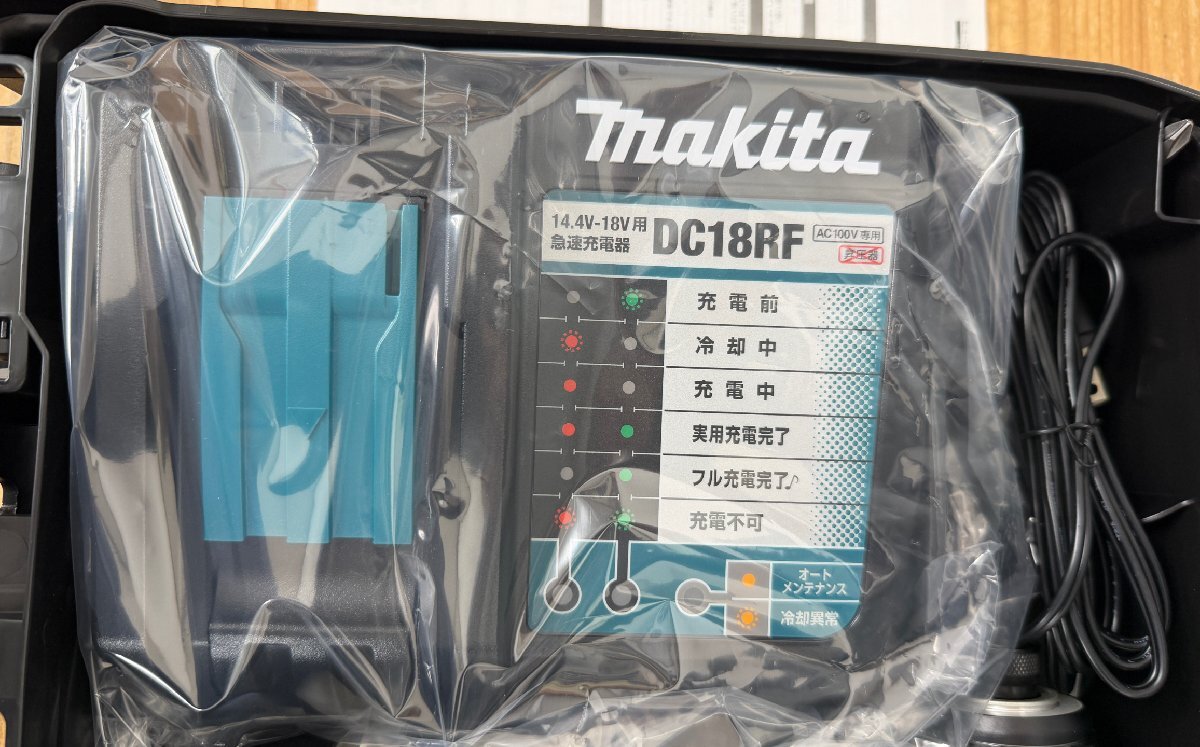 makita
14.4V-18V用
急速充電器
DC18RF
AC100V専用
昇圧器
充電前
冷却中
充電中
実用充電完了
フル充電完了♪
充電不可
オート
メンテナンス
冷却異常